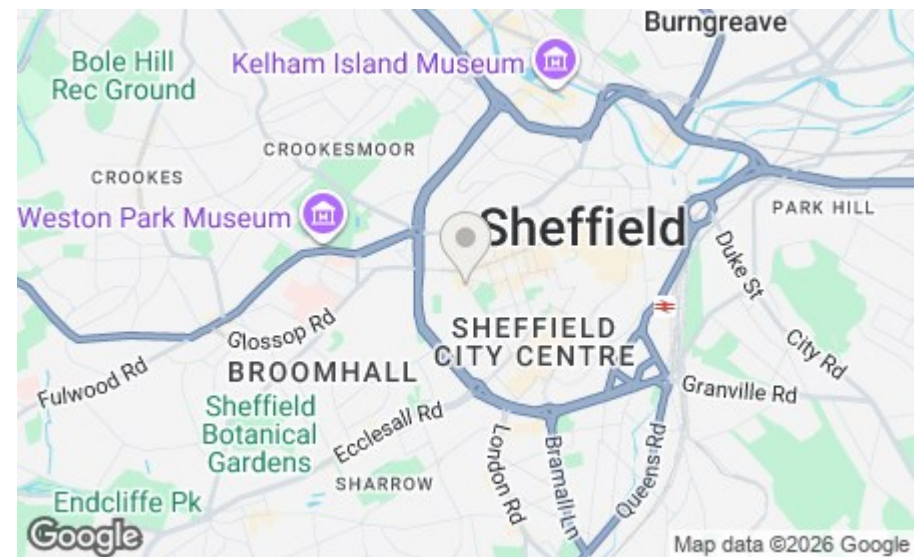 Burngreave
Bole Hill
Rec Ground
Kelham Island Museum
CROOKESMOOR
CROOKES
Weston Park Museum
Sheffield
PARK HILL
Duke St
Glossop Rd
SHEFFIELD
CITY CENTRE
City Rd
Fulwood Rd
BROOMHALL
Granville Rd
Sheffield
Botanical
Gardens
Ecclesall Rd
London Rd
Bramall Ln
Queens Rd
SHARROW
Endcliffe Pk
Google
Map data ©2026 Google